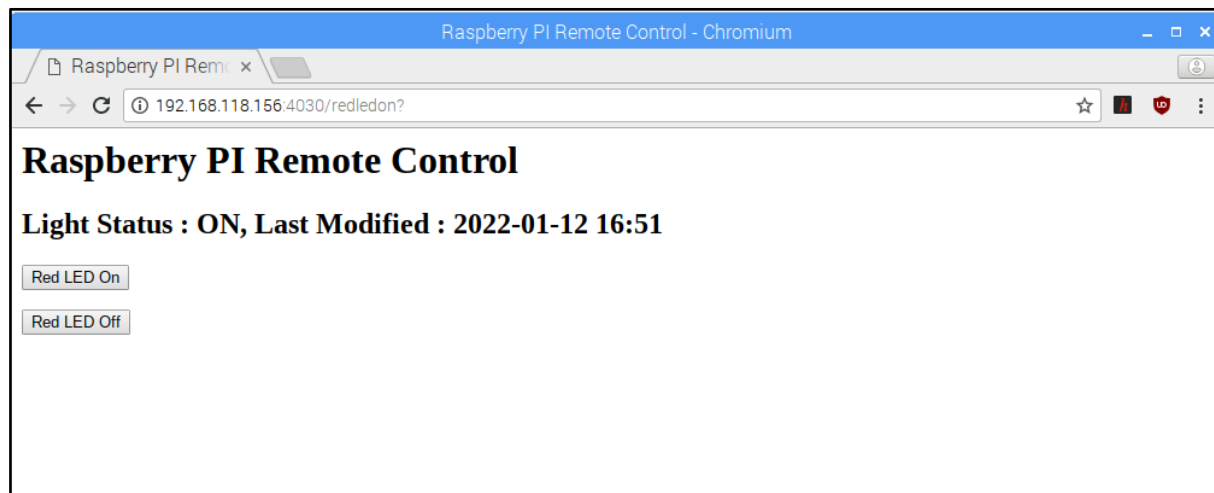 Raspberry PI Remote Control - Chromium
Raspberry PI Remo
192.168.118.156:4030/redledon?
Raspberry PI Remote Control
Light Status : ON, Last Modified : 2022-01-12 16:51
Red LED On
Red LED Off